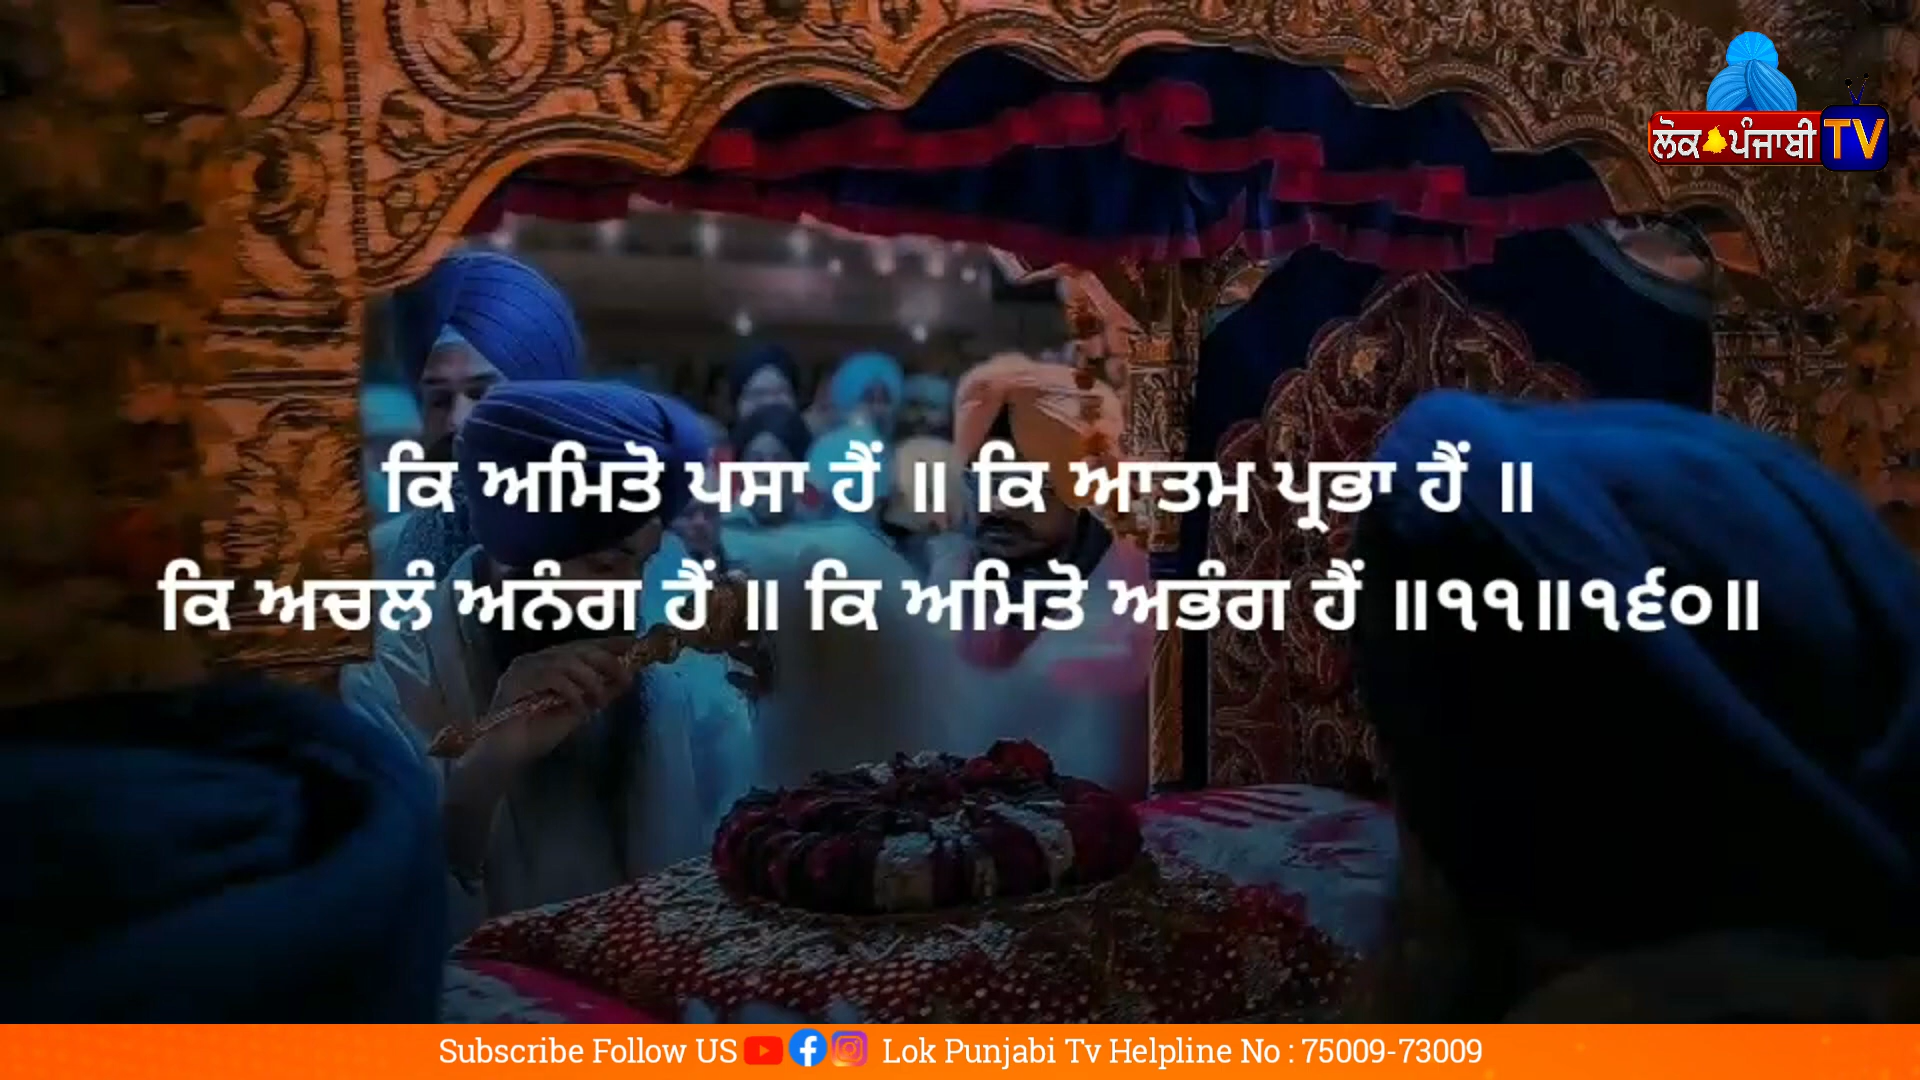 ਲੋਕ ਪੰਜਾਬੀ TV
ਕਿ ਅਮਿਤੋ ਪਸਾ ਹੈਂ ॥ ਕਿ ਆਤਮ ਪ੍ਰਭਾ ਹੈਂ ॥
ਕਿ ਅਚਲੰ ਅਨੰਗ ਹੈਂ ॥ ਕਿ ਅਮਿਤੋ ਅਭੰਗ ਹੈਂ ॥੧੧॥੧੬੦॥
Subscribe Follow US Lok Punjabi Tv Helpline No : 75009-73009